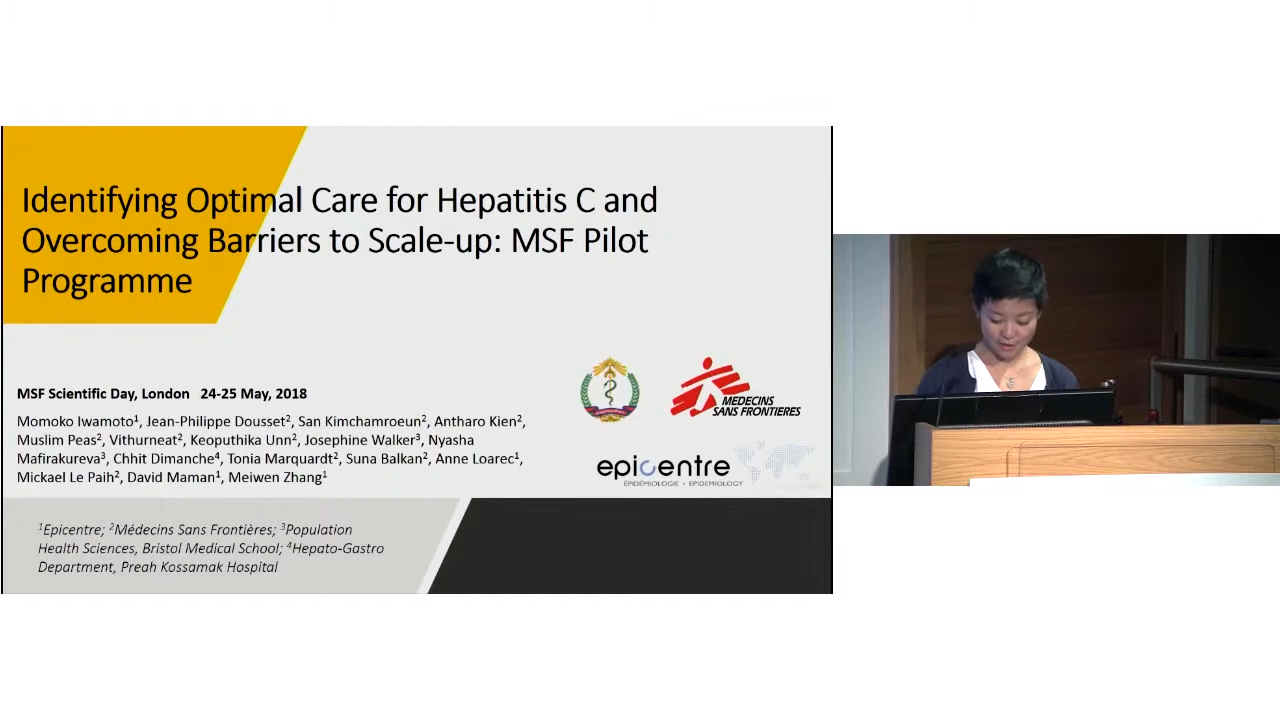 Identifying Optimal Care for Hepatitis C and
Overcoming Barriers to Scale-up: MSF Pilot
Programme
MSF Scientific Day, London 24-25 May, 2018
Momoko Iwamoto¹, Jean-Philippe Dousset², San Kimchamroeun², Antharo Kien²,
Muslim Peas², Vithurneat², Keoputhika Unn², Josephine Walker³, Nyasha
Mafirakureva³, Chhit Dimanche⁴, Tonia Marquardt², Suna Balkan², Anne Loarec¹,
Mickael Le Paih², David Maman¹, Meiwen Zhang¹
MEDECINS
SANS FRONTIERES
epicentre
ÉPIDÉMIOLOGIE • EPIDEMIOLOGY
¹Epicentre; ²Médecins Sans Frontières; ³Population
Health Sciences, Bristol Medical School; ⁴Hepato-Gastro
Department, Preah Kossamak Hospital